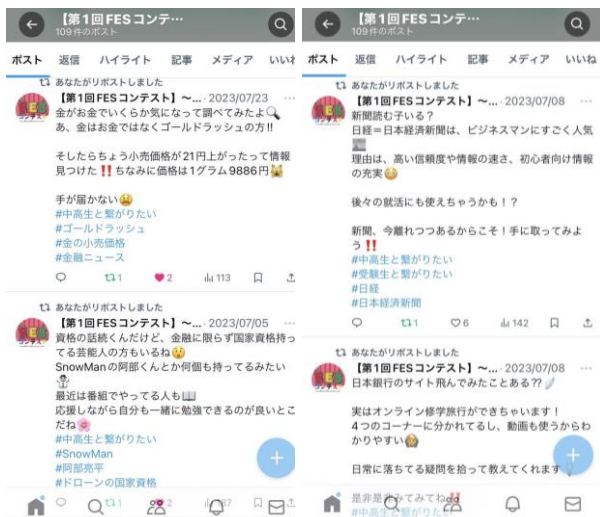 【第1回FESコンテ…
109件のポスト
ポスト 返信 ハイライト 記事 メディア いいね
あなたがリポストしました
【第1回FESコンテスト】〜... · 2023/07/23
金がお金でいくらか気になって調べてみたよ🔍
あ、金はお金ではなくゴールドラッシュの方!!
そしたらちょう小売価格が21円上がったって情報
見つけた‼️ちなみに価格は1グラム9886円🙀
手が届かない😫
#中高生と繋がりたい
#ゴールドラッシュ
#金の小売価格
#金融ニュース
1 2 113
あなたがリポストしました
【第1回FESコンテスト】〜... · 2023/07/05
資格の話続くんだけど、金融に限らず国家資格持っ
てる芸能人の方もいるね😲
SnowManの阿部くんとか何個も持ってるみたい
⛄
最近は番組でやってる人も📖
応援しながら自分も一緒に勉強できるのが良いとこ
だね🌸
#中高生と繋がりたい
#SnowMan
#阿部亮平
#ドローンの国家資格
【第1回FESコンテ…
109件のポスト
ポスト 返信 ハイライト 記事 メディア いいね
あなたがリポストしました
【第1回FESコンテスト】〜... · 2023/07/08
新聞読む子いる？
日経＝日本経済新聞は、ビジネスマンにすごく人気
理由は、高い信頼度や情報の速さ、初心者向け情報
の充実
後々の就活にも使えちゃうかも！？
新聞、今離れつつあるからこそ！手に取ってみよ
う‼️
#中高生と繋がりたい
#受験生と繋がりたい
#日経
#日本経済新聞
1 6 142
あなたがリポストしました
【第1回FESコンテスト】〜... · 2023/07/08
日本銀行のサイト飛んでみたことある??
実はオンライン修学旅行ができちゃいます！
4つのコーナーに分かれてるし、動画も使うからわ
かりやすい
日常に落ちてる疑問を拾って教えてくれます
是非是非みてみてね‼️
#中高生と繋がりたい